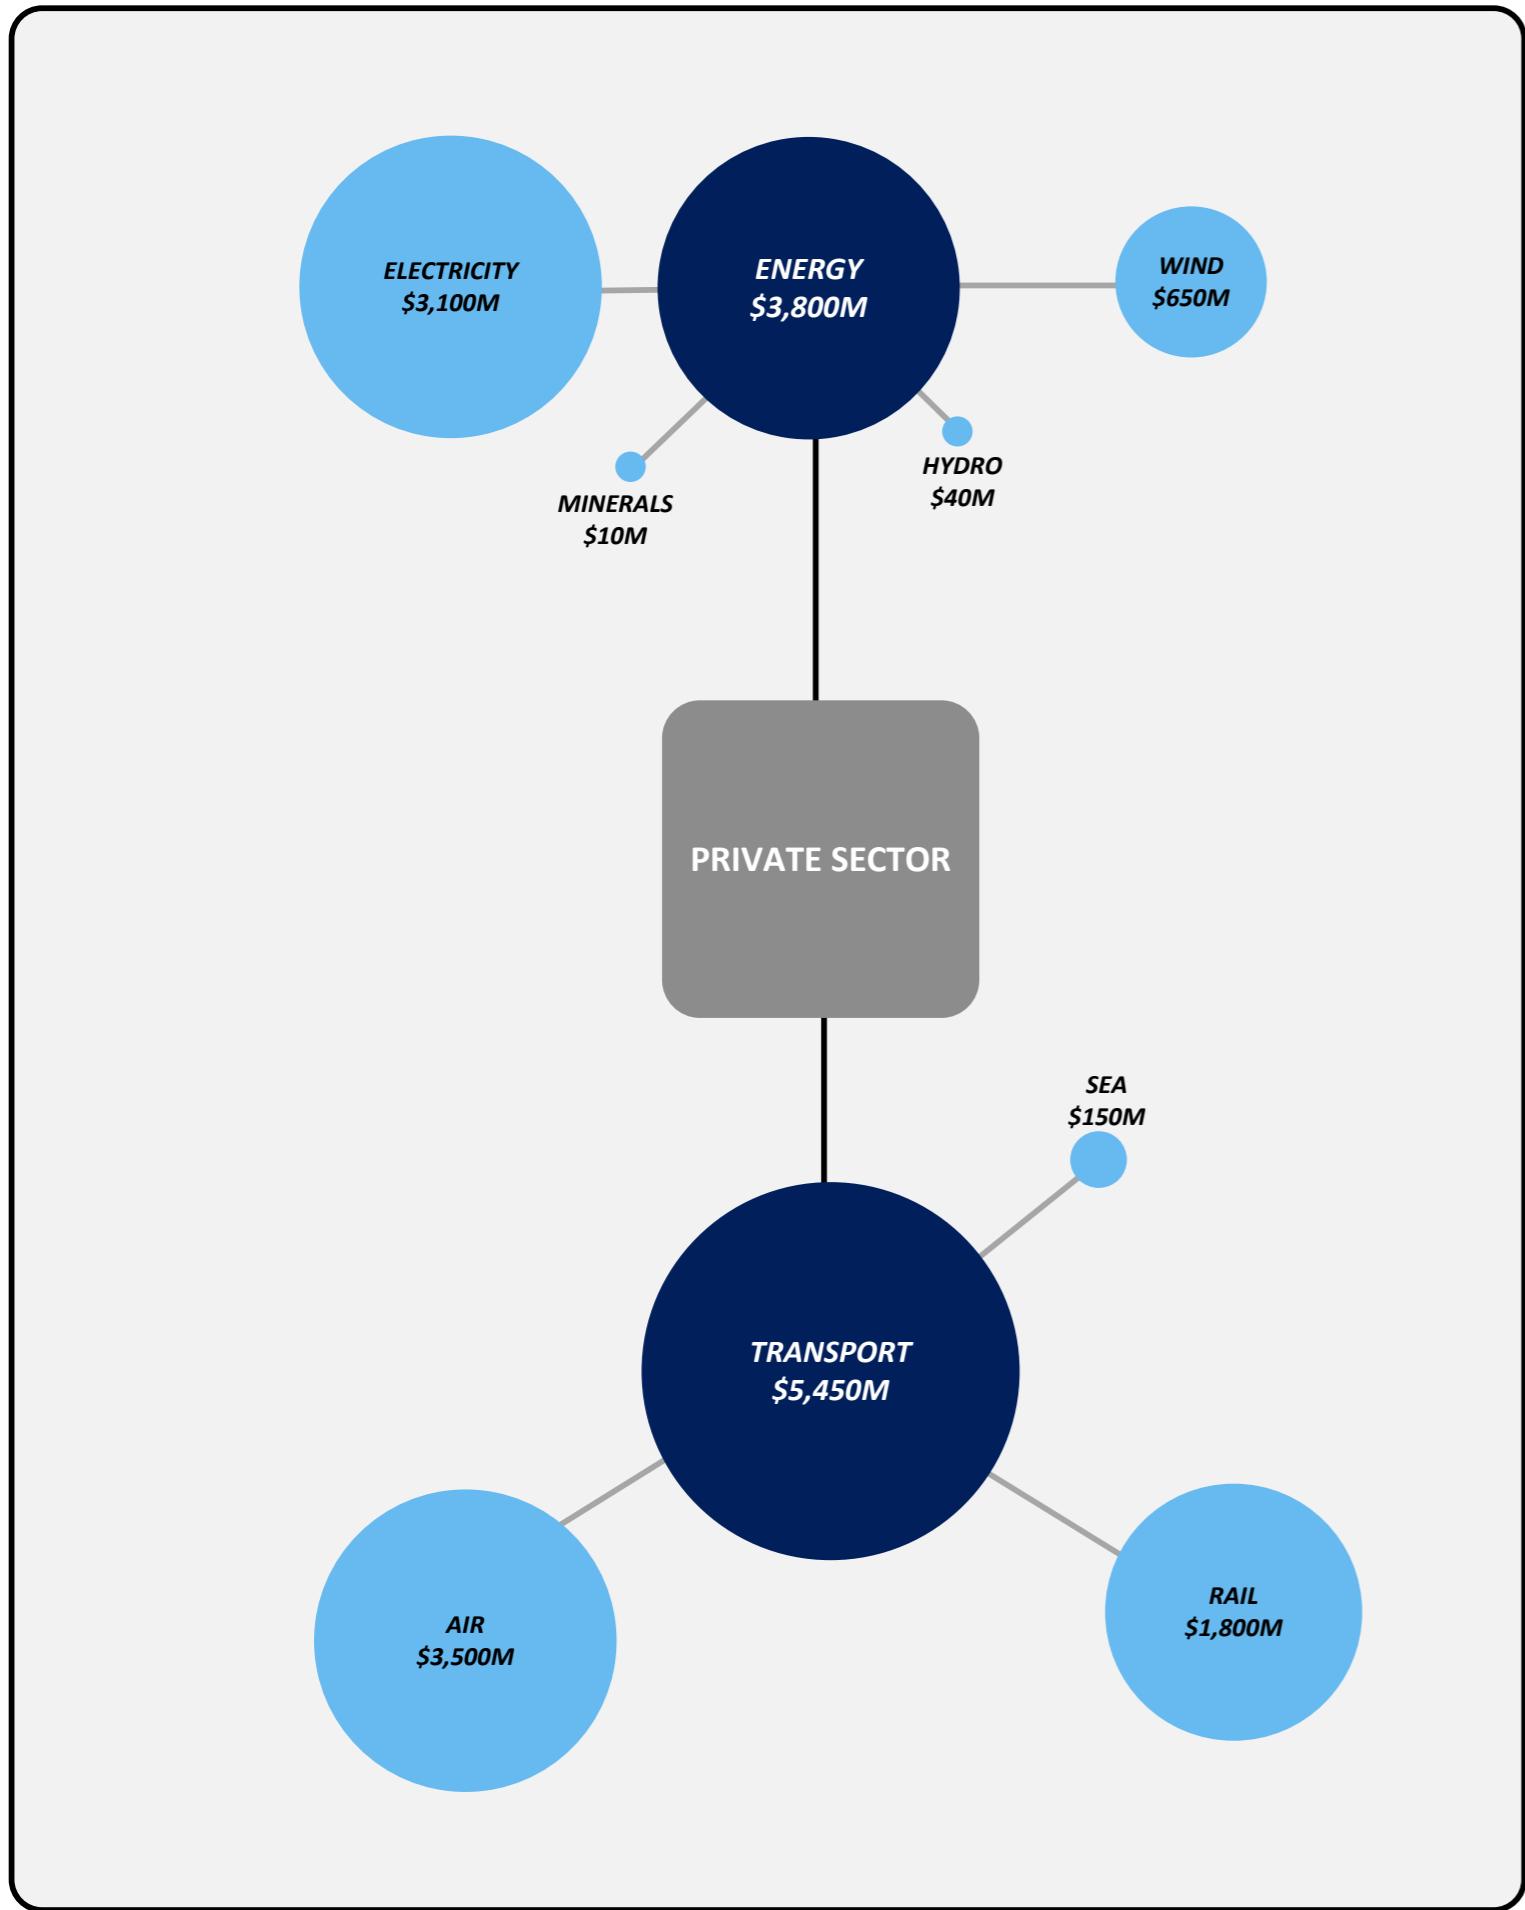 ELECTRICITY
$3,100M
ENERGY
$3,800M
WIND
$650M
HYDRO
$40M
MINERALS
$10M
PRIVATE SECTOR
SEA
$150M
TRANSPORT
$5,450M
AIR
$3,500M
RAIL
$1,800M